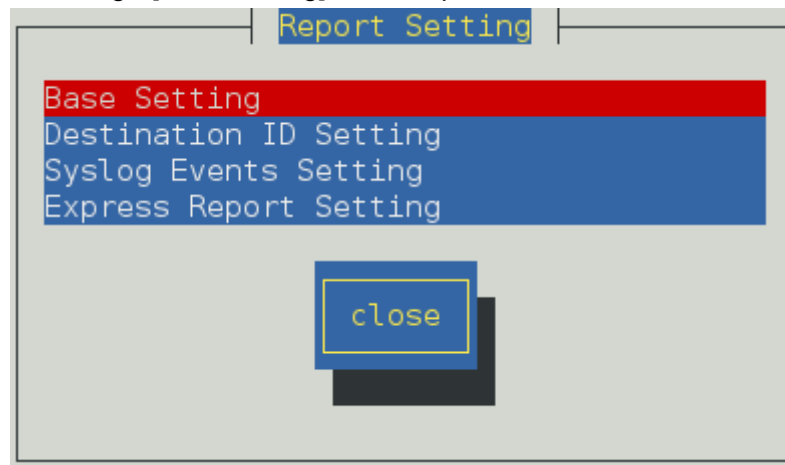 Report Setting
Base Setting
Destination ID Setting
Syslog Events Setting
Express Report Setting
close